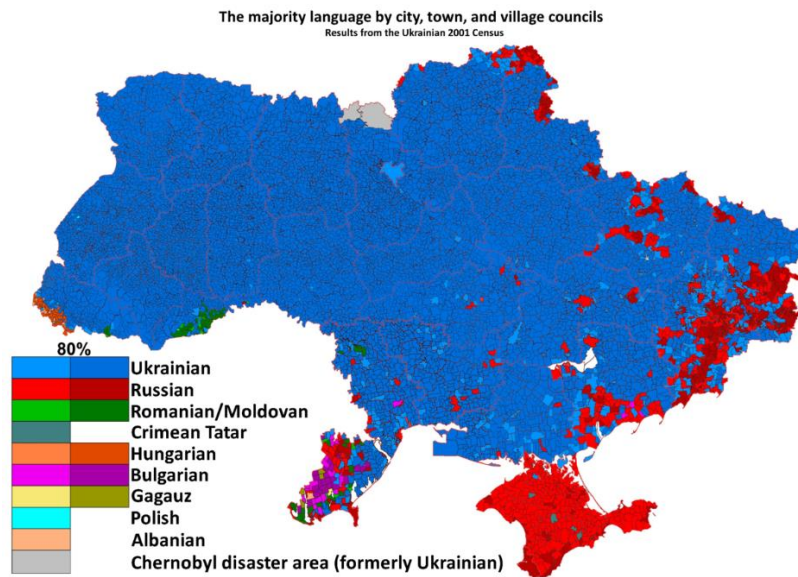 The majority language by city, town, and village councils
Results from the Ukrainian 2001 Census
80%
Ukrainian
Russian
Romanian/Moldovan
Crimean Tatar
Hungarian
Bulgarian
Gagauz
Polish
Albanian
Chernobyl disaster area (formerly Ukrainian)